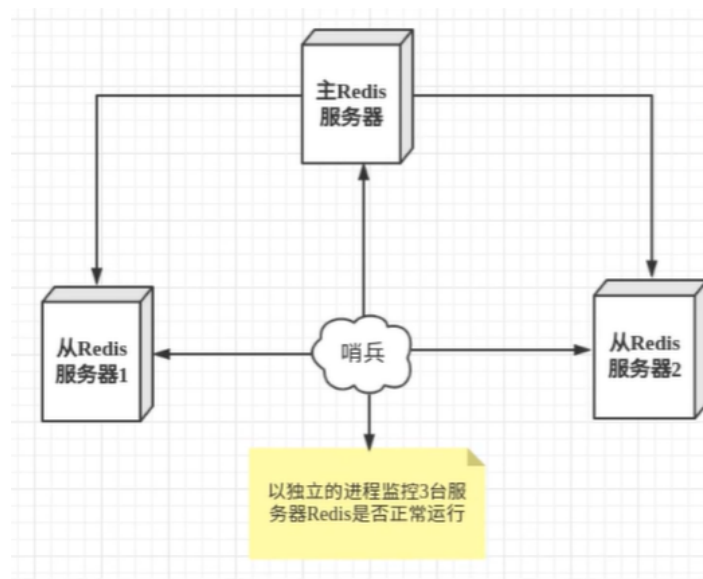 主Redis
服务器
从Redis
服务器1
哨兵
从Redis
服务器2
以独立的进程监控3台服
务器Redis是否正常运行